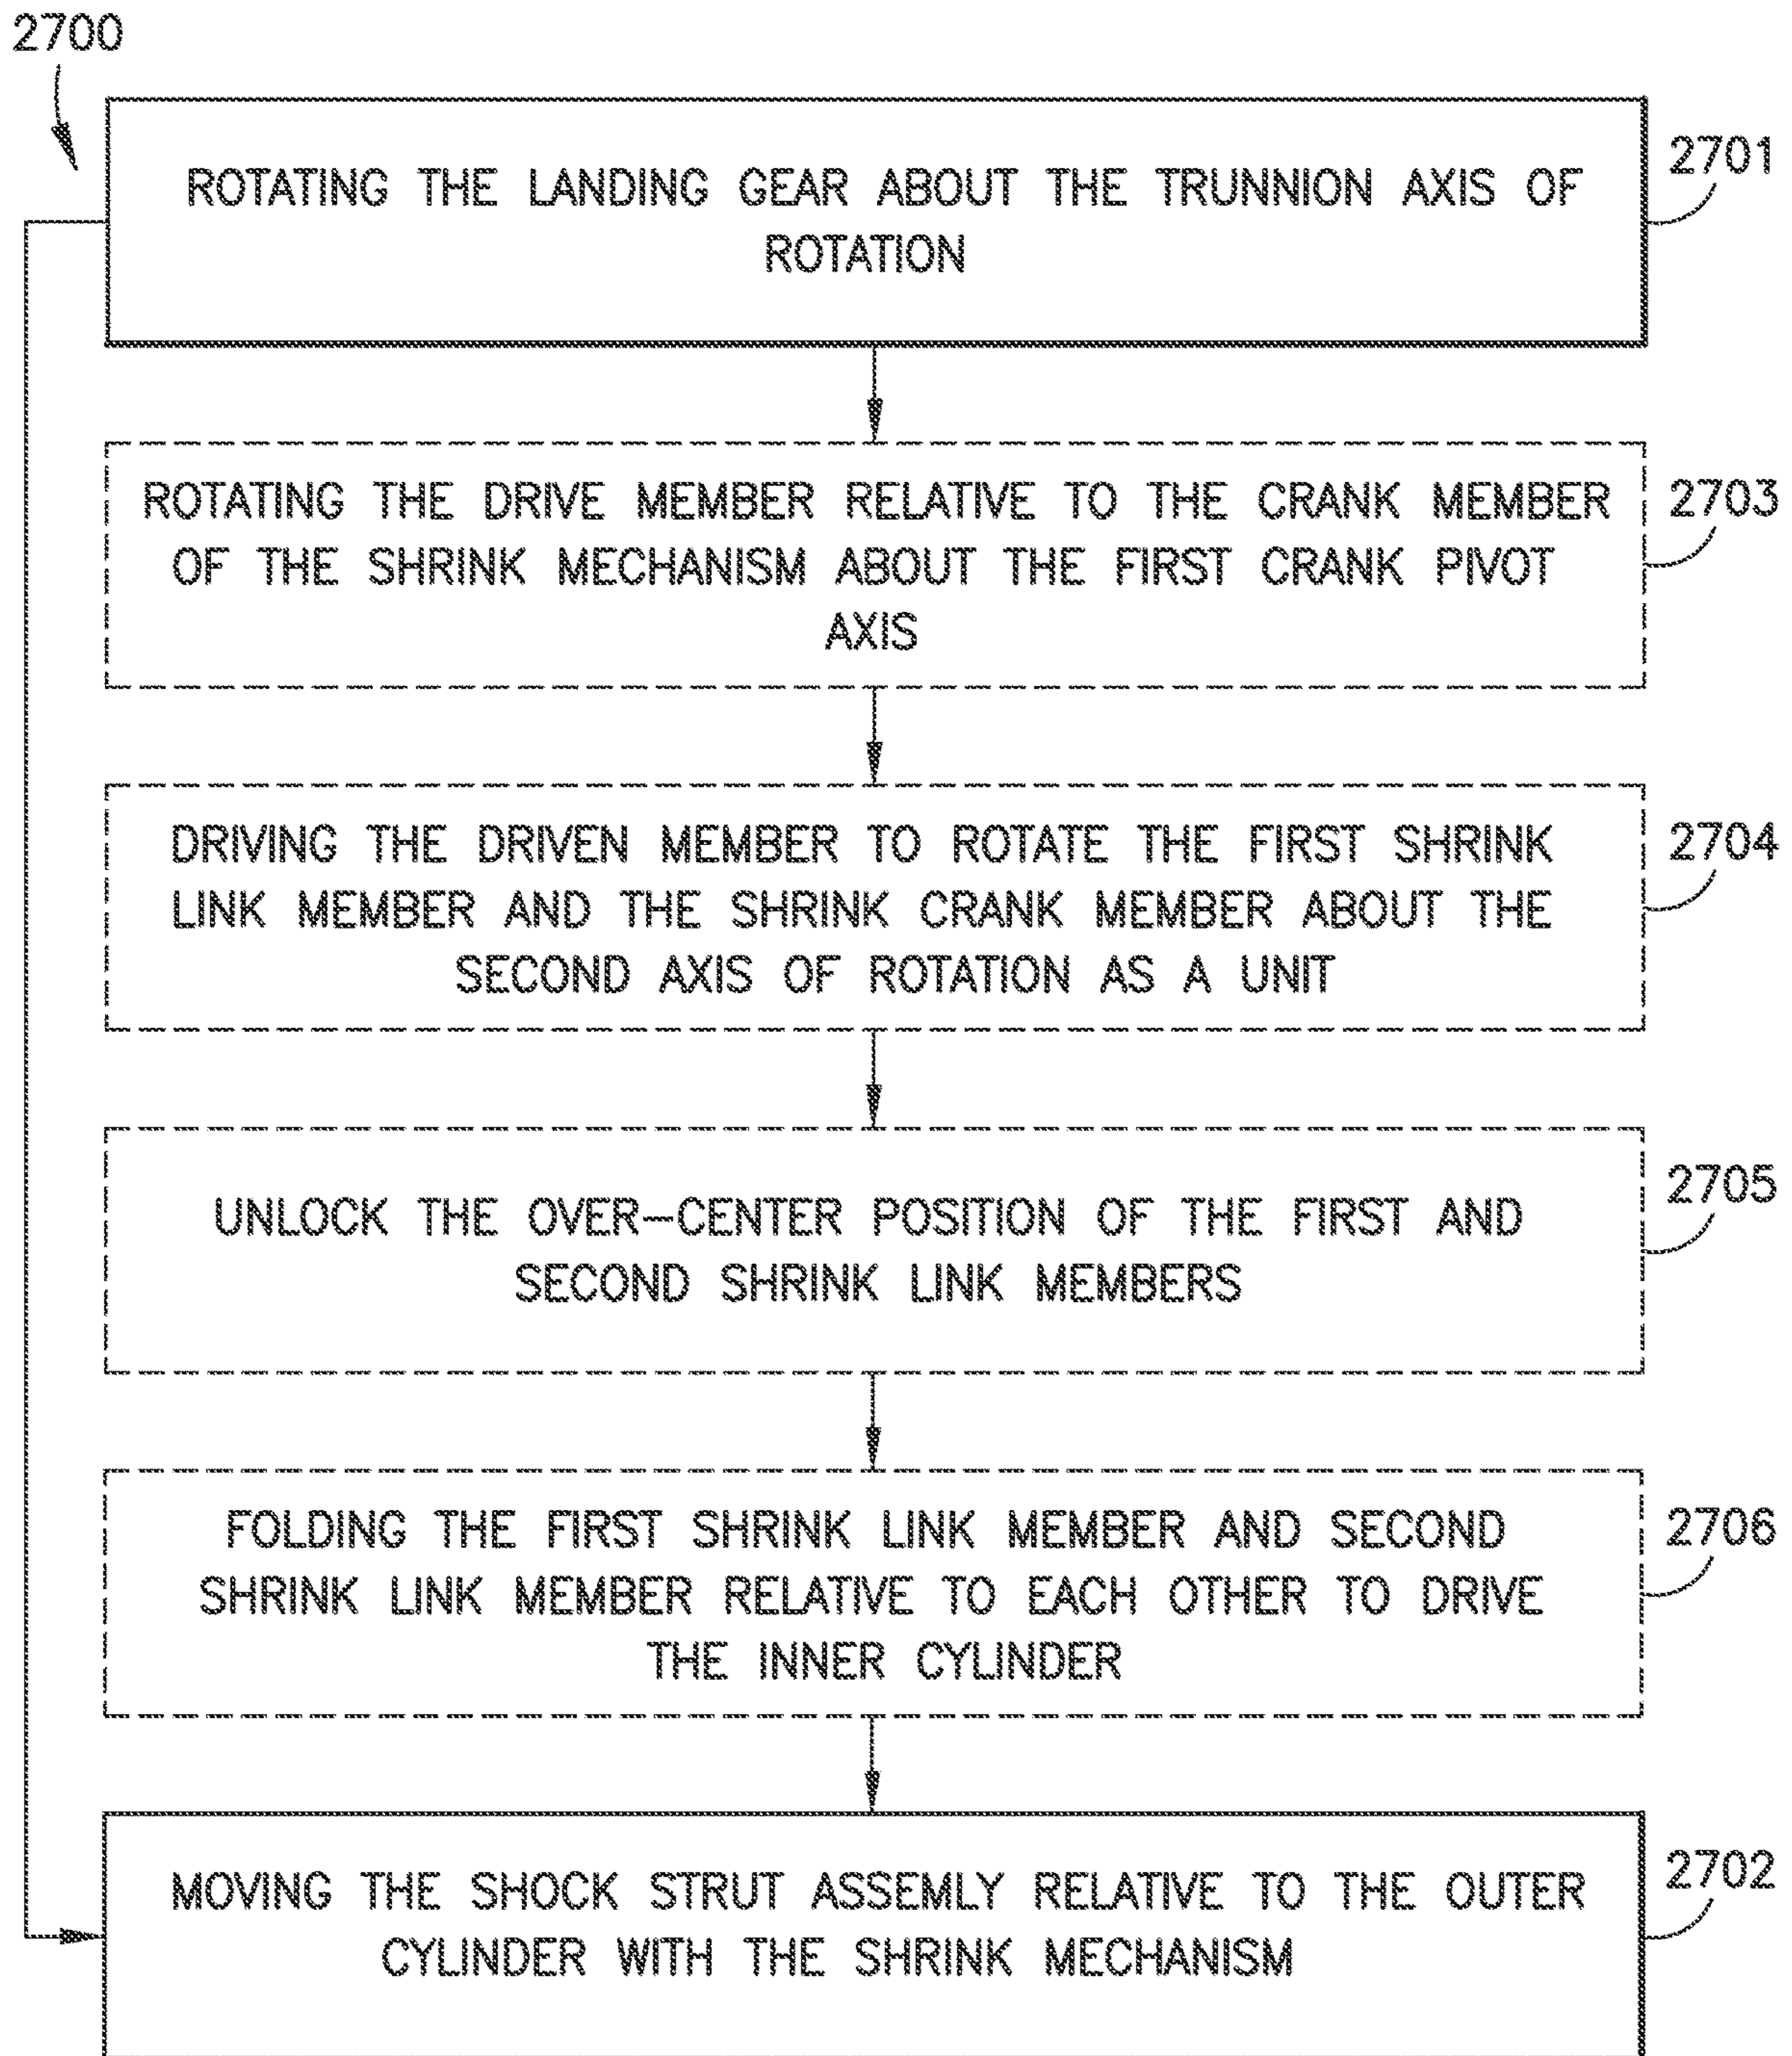 2700
ROTATING THE LANDING GEAR ABOUT THE TRUNNION AXIS OF
ROTATION
2701
ROTATING THE DRIVE MEMBER RELATIVE TO THE CRANK MEMBER
OF THE SHRINK MECHANISM ABOUT THE FIRST CRANK PIVOT
AXIS
2703
DRIVING THE DRIVEN MEMBER TO ROTATE THE FIRST SHRINK
LINK MEMBER AND THE SHRINK CRANK MEMBER ABOUT THE
SECOND AXIS OF ROTATION AS A UNIT
2704
UNLOCK THE OVER-CENTER POSITION OF THE FIRST AND
SECOND SHRINK LINK MEMBERS
2705
FOLDING THE FIRST SHRINK LINK MEMBER AND SECOND
SHRINK LINK MEMBER RELATIVE TO EACH OTHER TO DRIVE
THE INNER CYLINDER
2706
MOVING THE SHOCK STRUT ASSEMLY RELATIVE TO THE OUTER
CYLINDER WITH THE SHRINK MECHANISM
2702